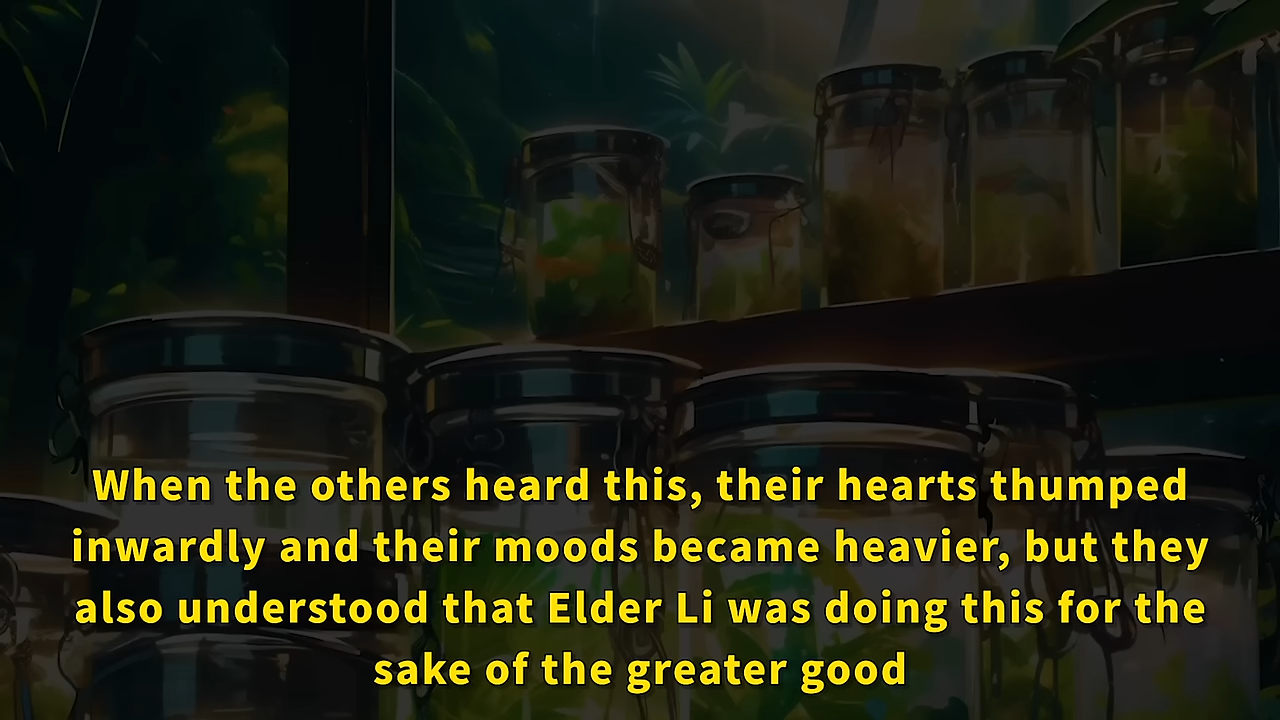 When the others heard this, their hearts thumped
inwardly and their moods became heavier, but they
also understood that Elder Li was doing this for the
sake of the greater good